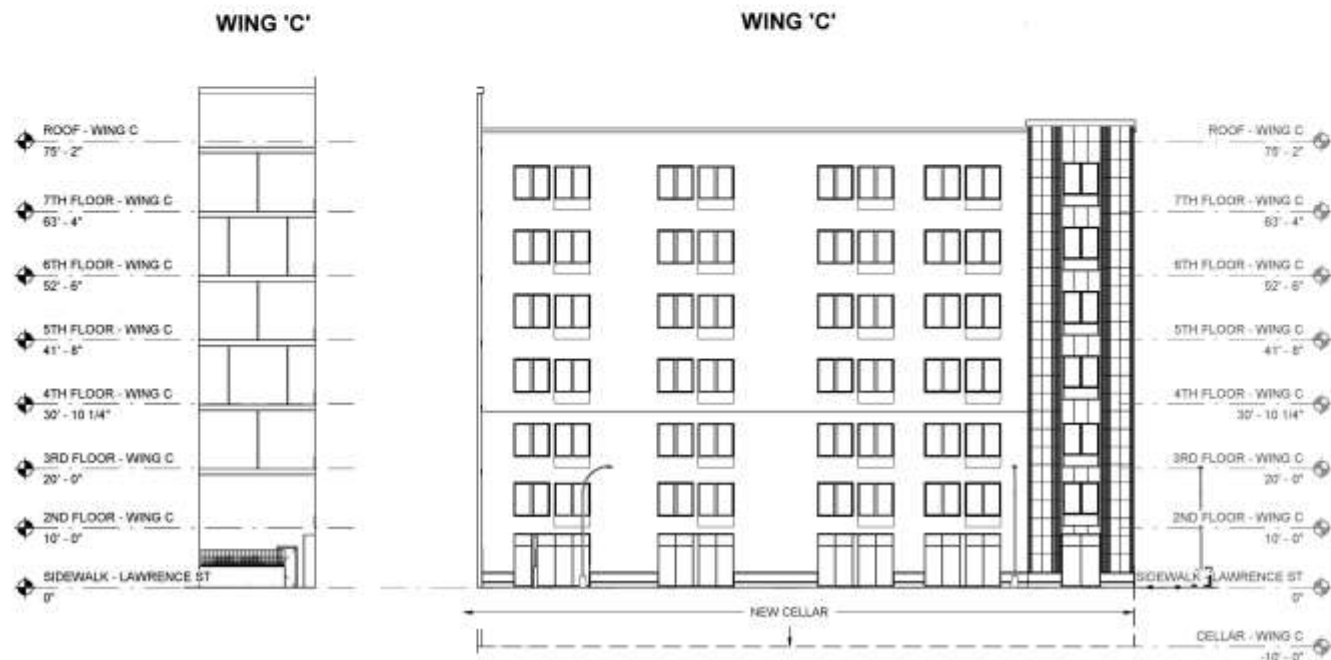 WING 'C'
WING 'C'
ROOF - WING C
75' - 2"
7TH FLOOR - WING C
63' - 4"
6TH FLOOR - WING C
52' - 6"
5TH FLOOR - WING C
41' - 8"
4TH FLOOR - WING C
30' - 10 1/4"
3RD FLOOR - WING C
20' - 0"
2ND FLOOR - WING C
10' - 0"
SIDEWALK - LAWRENCE ST
0"
ROOF - WING C
75' - 2"
7TH FLOOR - WING C
63' - 4"
6TH FLOOR - WING C
52' - 6"
5TH FLOOR - WING C
41' - 8"
4TH FLOOR - WING C
30' - 10 1/4"
3RD FLOOR - WING C
20' - 0"
2ND FLOOR - WING C
10' - 0"
SIDEWALK - LAWRENCE ST
0"
NEW CELLAR
CELLAR - WING C
-10' - 0"